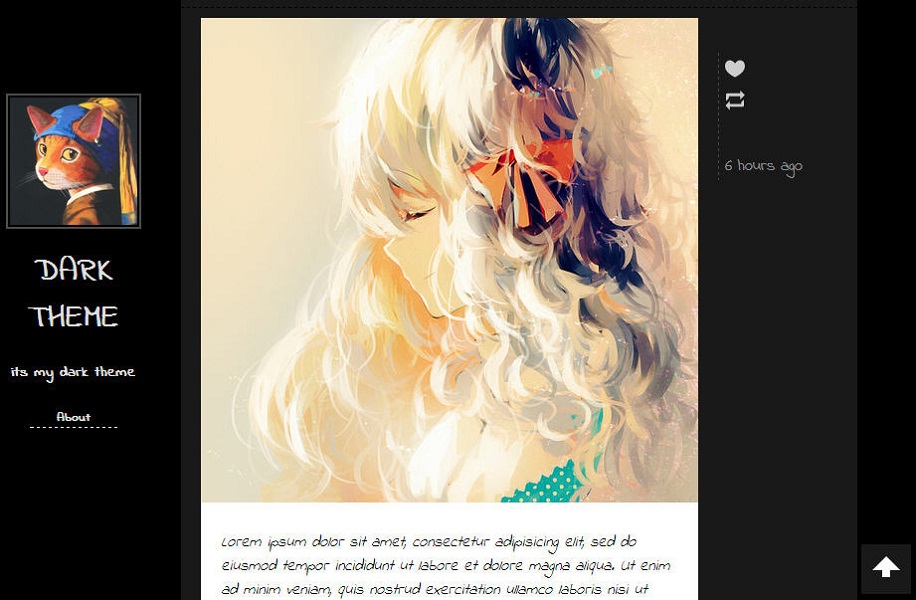 DARK
THEME
its my dark theme
About
6 hours ago
Lorem ipsum dolor sit amet, consectetur adipisicing elit, sed do
eiusmod tempor incididunt ut labore et dolore magna aliqua. Ut enim
ad minim veniam, quis nostrud exercitation ullamco laboris nisi ut